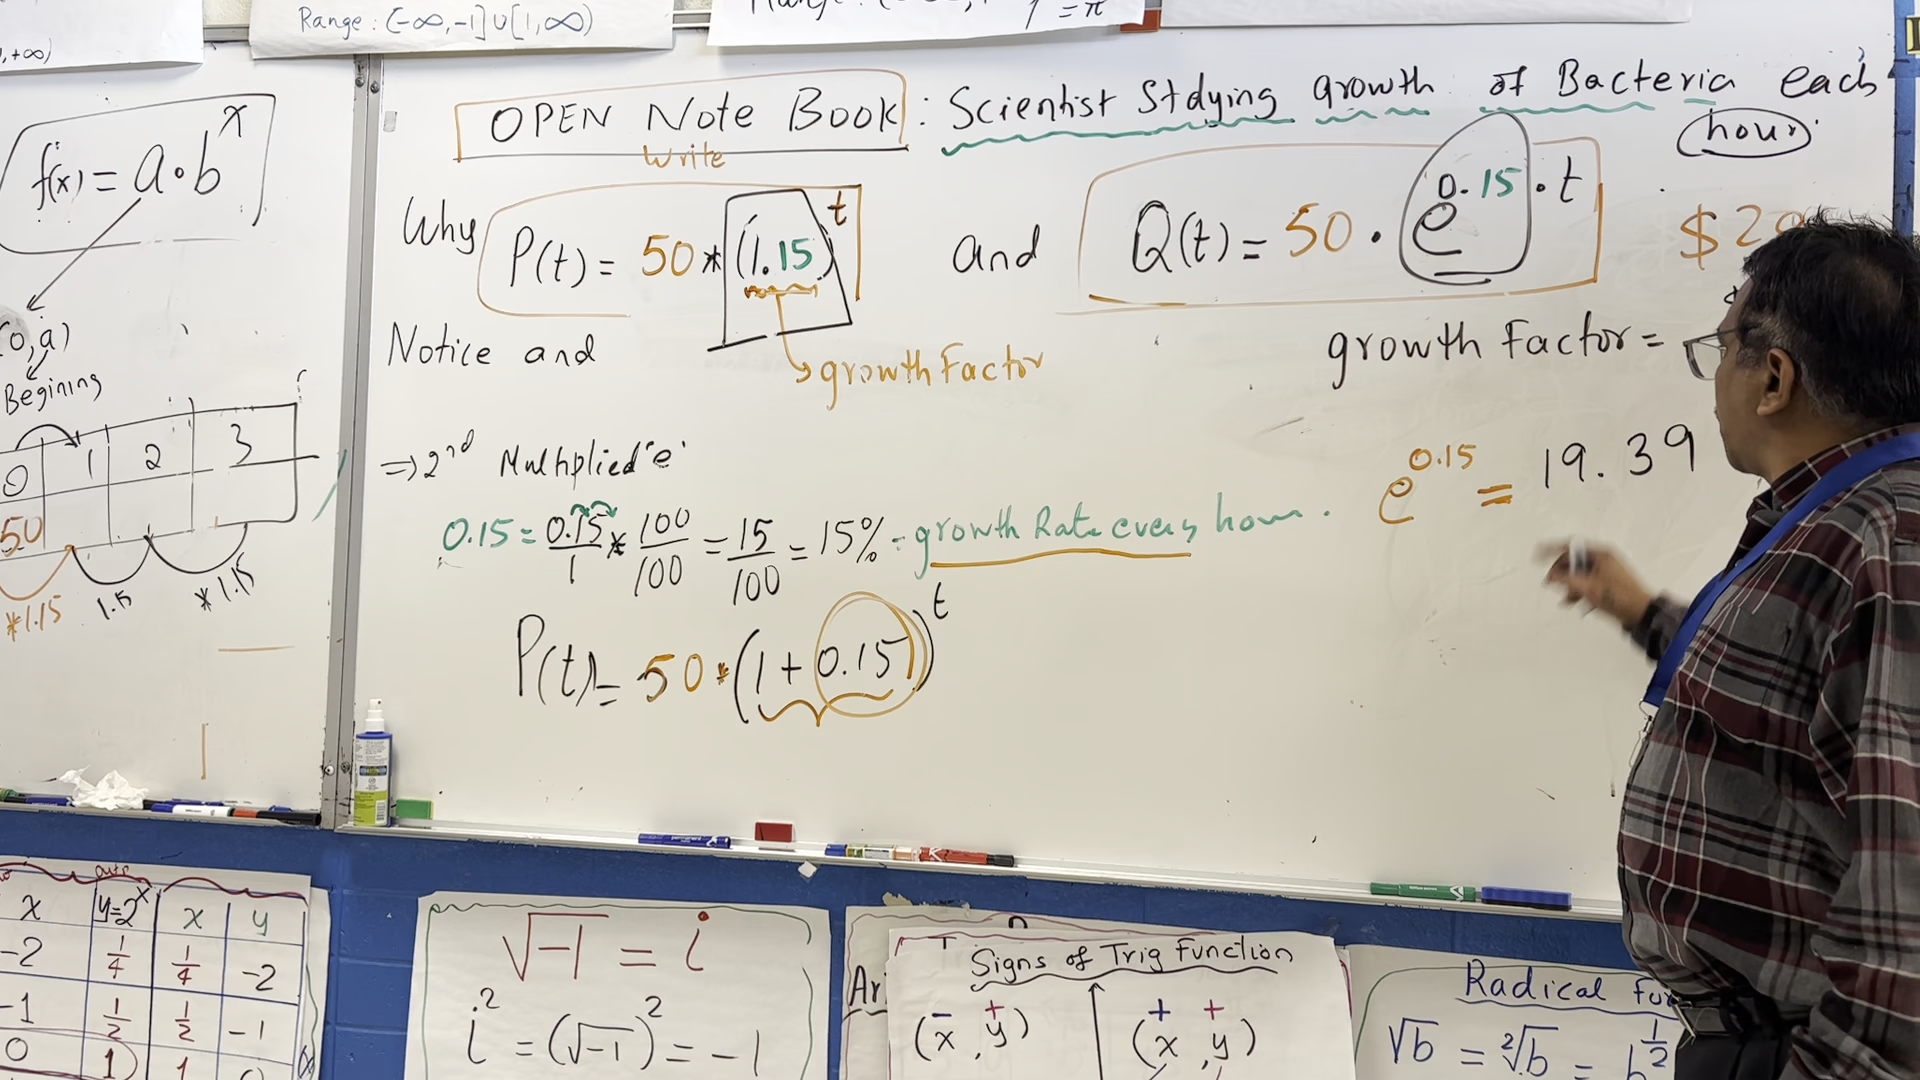 Range: (-∞, -1] ∪ [1, ∞)
= π
, +∞)
f(x) = a · b^x
(0, a)
Begining
0 1 2 3
50
*1.15 1.5 *1.15
OPEN Note Book : Scientist Stdying growth of Bacteria each hour.
write
Why P(t) = 50 * (1.15)^t and Q(t) = 50 · e^0.15 · t
Notice and
growth Factor
growth Factor =
⇒ 2nd Multiplied "e"
0.15 = 0.15/1 * 100/100 = 15/100 = 15% = growth Rate every hour.
e^0.15 = 19.39
P(t) = 50 * (1 + 0.15)^t
x y=2^x x y
-2 1/4 1/4 -2
-1 1/2 1/2 -1
0 1 1
√-1 = i
i² = (√-1)² = -1
Signs of Trig Function
(x, y) (x, y)
- + + +
Radical
√b = ²√b = b^1/2